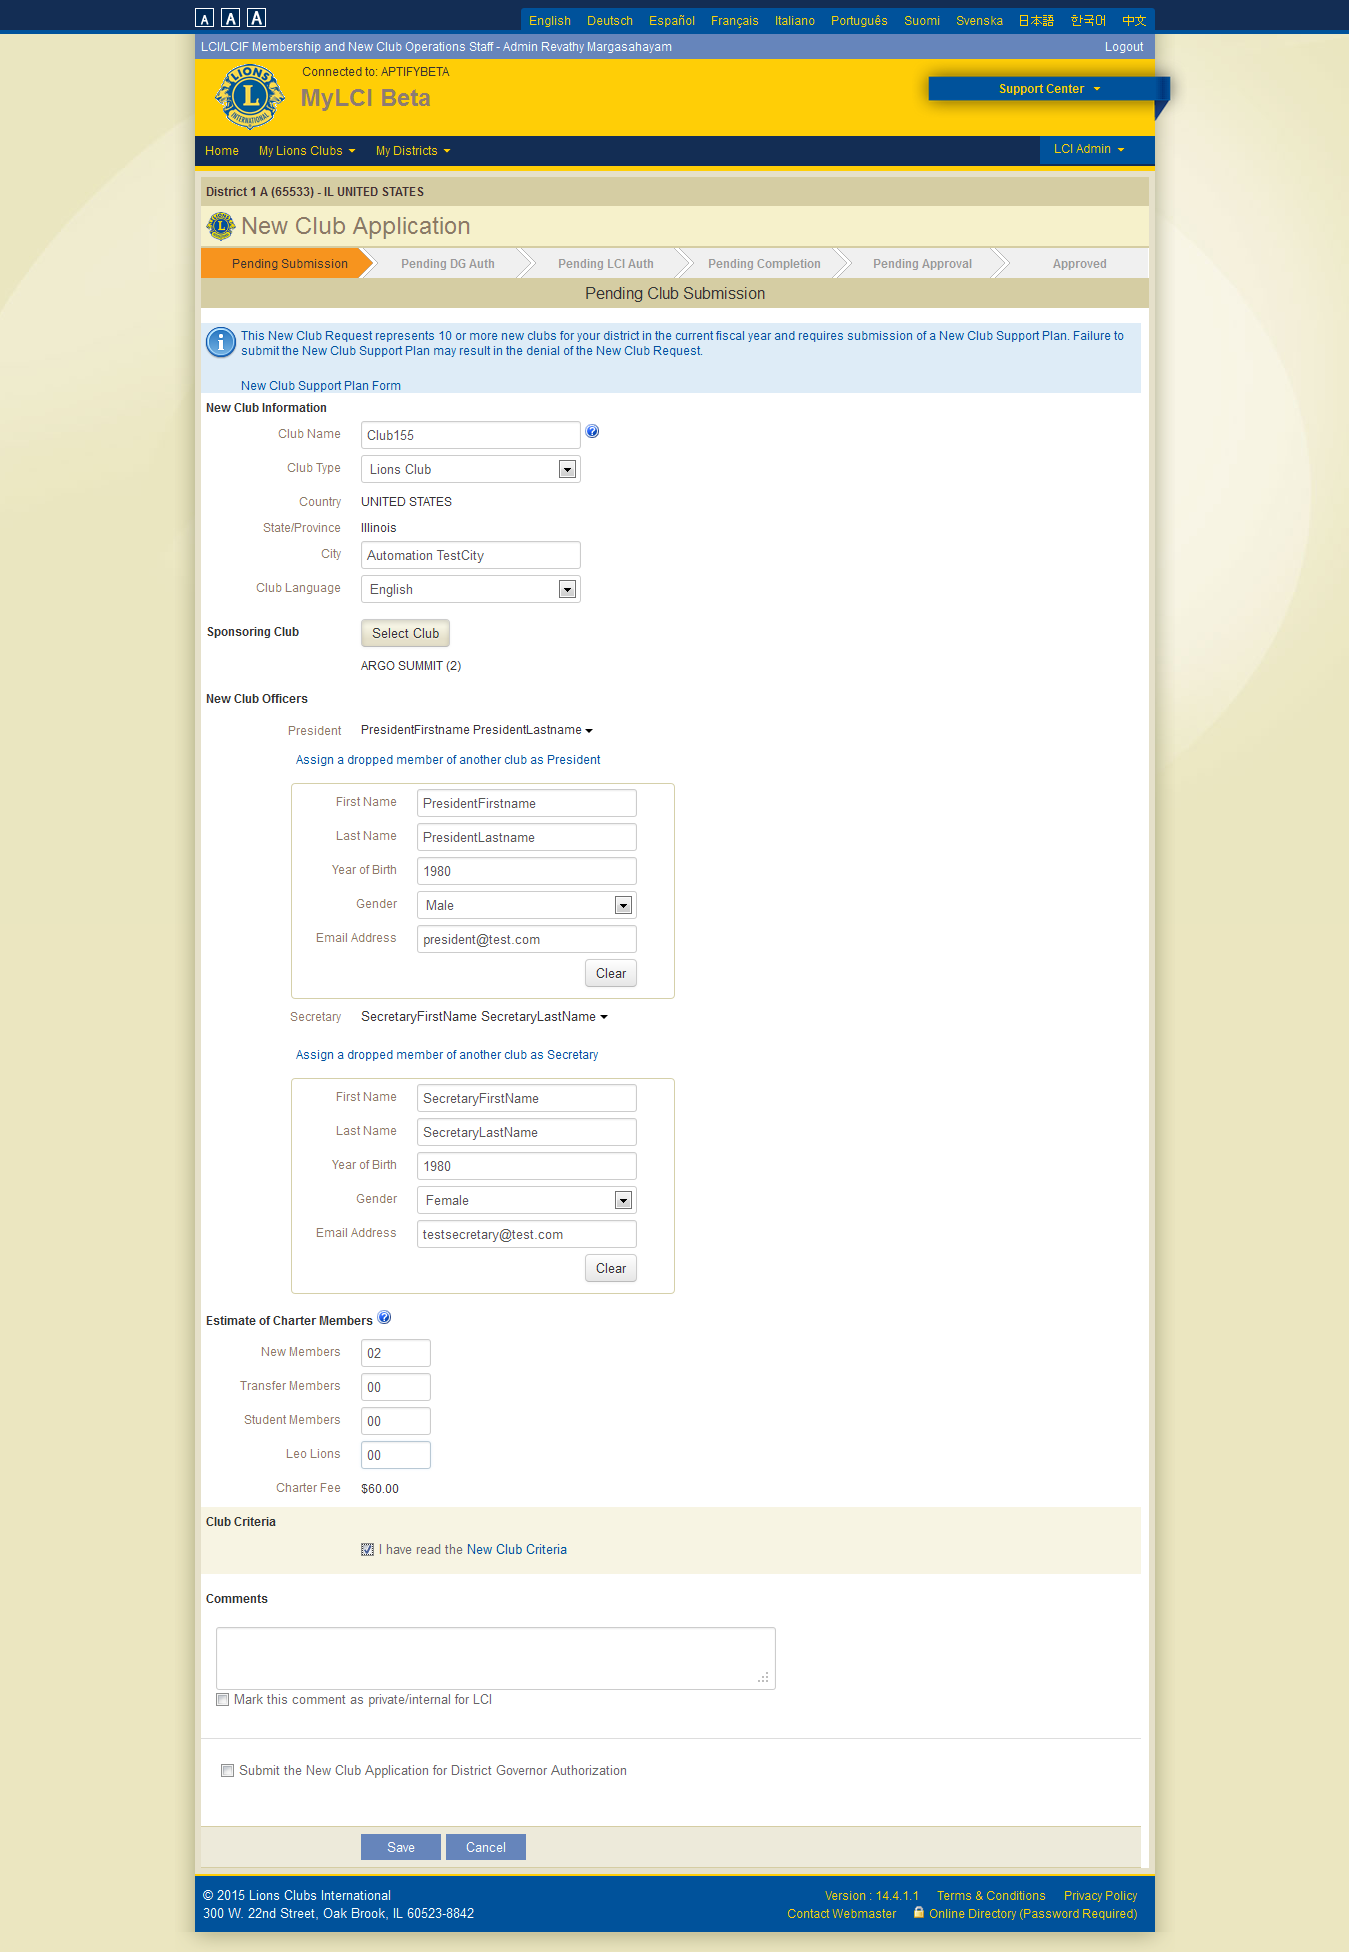 A A A English Deutsch Español Français Italiano Português Suomi Svenska 日本語 한국어 中文
LCI/LCIF Membership and New Club Operations Staff - Admin Revathy Margasahayam Logout
LIONS L INTERNATIONAL
Connected to: APTIFYBETA
MyLCI Beta
Support Center
Home My Lions Clubs My Districts LCI Admin
District 1 A (65533) - IL UNITED STATES
New Club Application
Pending Submission Pending DG Auth Pending LCI Auth Pending Completion Pending Approval Approved
Pending Club Submission
This New Club Request represents 10 or more new clubs for your district in the current fiscal year and requires submission of a New Club Support Plan. Failure to
submit the New Club Support Plan may result in the denial of the New Club Request.
New Club Support Plan Form
New Club Information
Club Name Club155
Club Type Lions Club
Country UNITED STATES
State/Province Illinois
City Automation TestCity
Club Language English
Sponsoring Club Select Club
ARGO SUMMIT (2)
New Club Officers
President PresidentFirstname PresidentLastname
Assign a dropped member of another club as President
First Name PresidentFirstname
Last Name PresidentLastname
Year of Birth 1980
Gender Male
Email Address president@test.com
Clear
Secretary SecretaryFirstName SecretaryLastName
Assign a dropped member of another club as Secretary
First Name SecretaryFirstName
Last Name SecretaryLastName
Year of Birth 1980
Gender Female
Email Address testsecretary@test.com
Clear
Estimate of Charter Members
New Members 02
Transfer Members 00
Student Members 00
Leo Lions 00
Charter Fee $60.00
Club Criteria
I have read the New Club Criteria
Comments
Mark this comment as private/internal for LCI
Submit the New Club Application for District Governor Authorization
Save Cancel
© 2015 Lions Clubs International Version : 14.4.1.1 Terms & Conditions Privacy Policy
300 W. 22nd Street, Oak Brook, IL 60523-8842 Contact Webmaster Online Directory (Password Required)